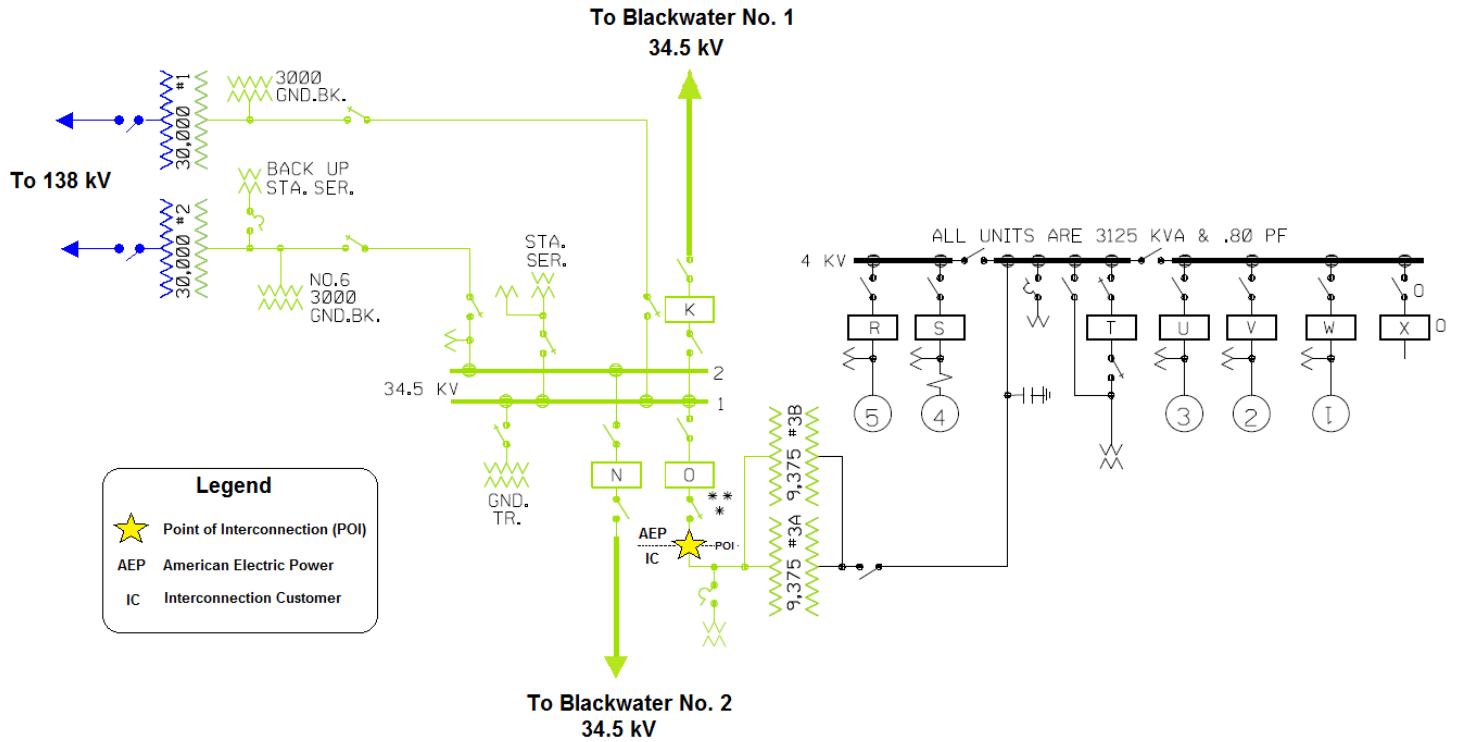 To Blackwater No. 1
34.5 kV
30,000 #1
3000
GND.BK.
To 138 kV
BACK UP
STA. SER.
30,000 #2
NO.6
3000
GND.BK.
STA.
SER.
K
ALL UNITS ARE 3125 KVA & .80 PF
4 KV
R
S
T
U
V
W
X
O
O
5
4
3
2
1
34.5 KV
2
1
N
O
GND.
TR.
* *
*
AEP
POI
IC
9,375 #3B
9,375 #3A
Legend
Point of Interconnection (POI)
AEP American Electric Power
IC Interconnection Customer
To Blackwater No. 2
34.5 kV